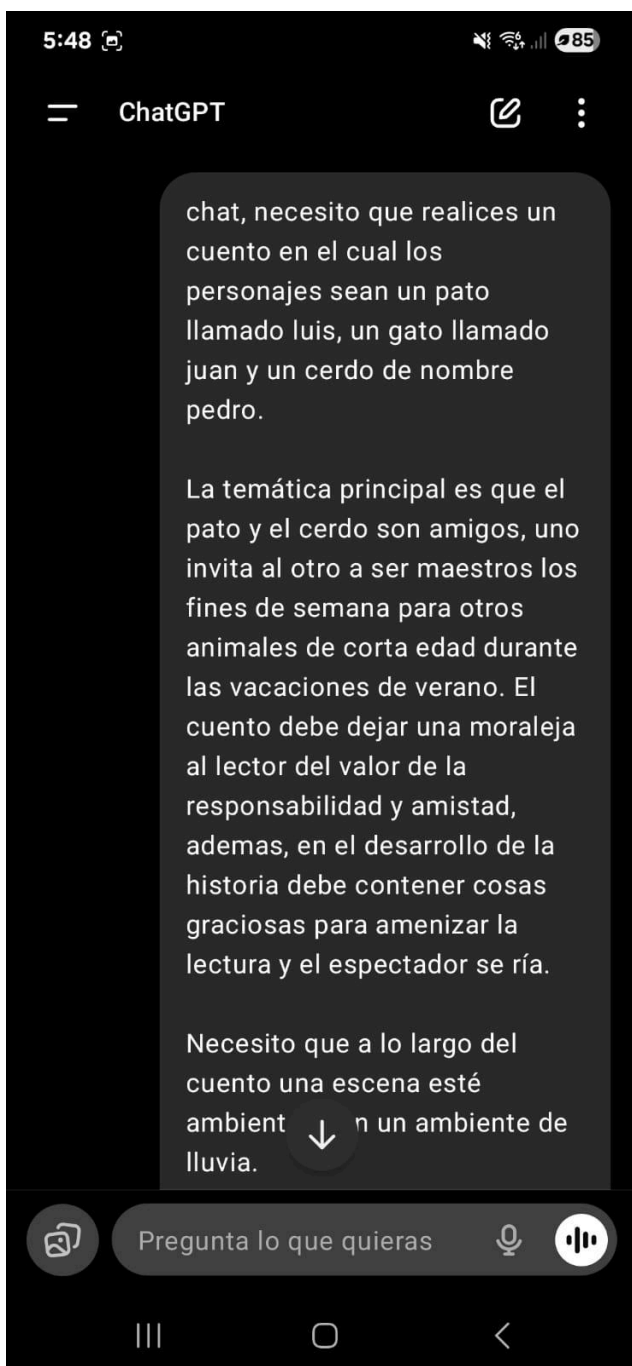 5:48
85
ChatGPT
chat, necesito que realices un
cuento en el cual los
personajes sean un pato
llamado luis, un gato llamado
juan y un cerdo de nombre
pedro.
La temática principal es que el
pato y el cerdo son amigos, uno
invita al otro a ser maestros los
fines de semana para otros
animales de corta edad durante
las vacaciones de verano. El
cuento debe dejar una moraleja
al lector del valor de la
responsabilidad y amistad,
ademas, en el desarrollo de la
historia debe contener cosas
graciosas para amenizar la
lectura y el espectador se ría.
Necesito que a lo largo del
cuento una escena esté
un ambiente de
lluvia.
Pregunta lo que quieras